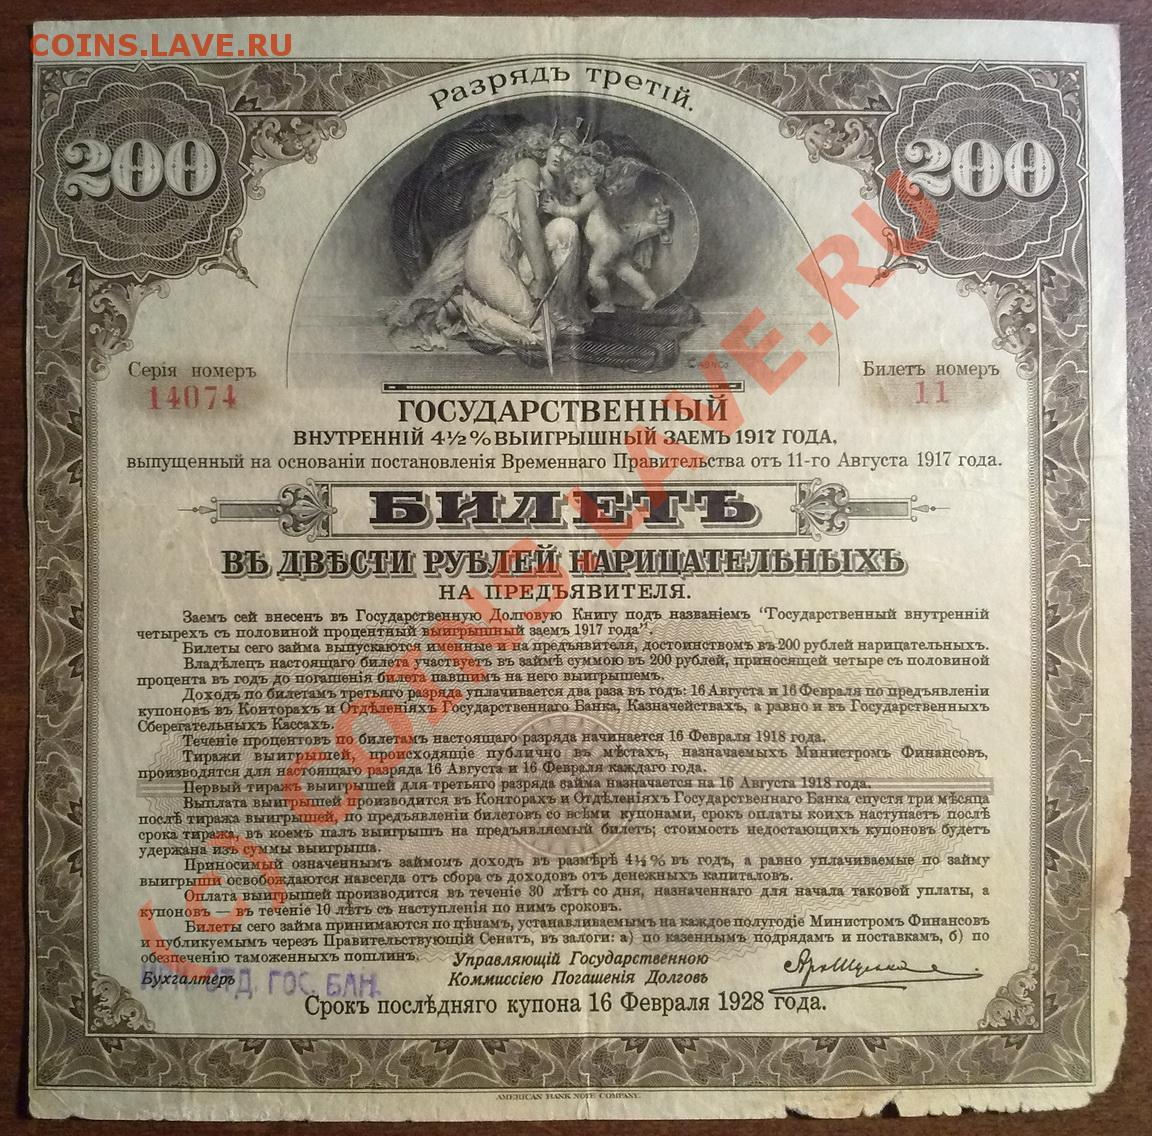 COINS.LAVE.RU
Разрядъ третій.
200
200
Серія номеръ
14074
Билетъ номеръ
11
ГОСУДАРСТВЕННЫЙ
ВНУТРЕННІЙ 4½% ВЫИГРЫШНЫЙ ЗАЕМЪ 1917 ГОДА,
выпущенный на основаніи постановленія Временнаго Правительства отъ 11-го Августа 1917 года.
БИЛЕТЪ
ВЪ ДВѢСТИ РУБЛЕЙ НАРИЦАТЕЛЬНЫХЪ
НА ПРЕДЪЯВИТЕЛЯ.
Заемъ сей внесенъ въ Государственную Долговую Книгу подъ названіемъ "Государственный внутренній
четырехъ съ половиной процентный выигрышный заемъ 1917 года".
Билеты сего займа выпускаются именные и на предъявителя, достоинствомъ въ 200 рублей нарицательныхъ.
Владѣлецъ настоящаго билета участвуетъ въ займѣ суммою въ 200 рублей, приносящей четыре съ половиной
процента въ годъ до погашенія билета павшимъ на него выигрышемъ.
Доходъ по билетамъ третьяго разряда уплачивается два раза въ годъ: 16 Августа и 16 Февраля по предъявленіи
купоновъ въ Конторахъ и Отдѣленіяхъ Государственнаго Банка, Казначействахъ, а равно и въ Государственныхъ
Сберегательныхъ Кассахъ.
Теченіе процентовъ по билетамъ настоящаго разряда начинается 16 Февраля 1918 года.
Тиражи выигрышей, происходящіе публично въ мѣстахъ, назначаемыхъ Министромъ Финансовъ,
производятся для настоящаго разряда 16 Августа и 16 Февраля каждаго года.
Первый тиражъ выигрышей для третьяго разряда займа назначается на 16 Августа 1918 года.
Выплата выигрышей производится въ Конторахъ и Отдѣленіяхъ Государственнаго Банка спустя три мѣсяца
послѣ тиража выигрышей, по предъявленіи билетовъ со всѣми купонами, срокъ оплаты коихъ наступаетъ послѣ
срока тиража, въ коемъ палъ выигрышъ на предъявляемый билетъ; стоимость недостающихъ купоновъ будетъ
удержана изъ суммы выигрыша.
Приносимый означеннымъ займомъ доходъ въ размѣрѣ 4½% въ годъ, а равно уплачиваемые по займу
выигрыши освобождаются навсегда отъ сбора съ доходовъ отъ денежныхъ капиталовъ.
Оплата выигрышей производится въ теченіе 30 лѣтъ со дня, назначеннаго для начала таковой уплаты, а
купоновъ — въ теченіе 10 лѣтъ съ наступленія по нимъ сроковъ.
Билеты сего займа принимаются по цѣнамъ, устанавливаемымъ на каждое полугодіе Министромъ Финансовъ
и публикуемымъ черезъ Правительствующій Сенатъ, въ залоги: а) по казеннымъ подрядамъ и поставкамъ, б) по
обезпеченію таможенныхъ пошлинъ.
Управляющій Государственною
Коммиссіею Погашенія Долговъ
Бухгалтеръ
ОТД. ГОС. БАН.
Срокъ послѣдняго купона 16 Февраля 1928 года.
AMERICAN BANK NOTE COMPANY.
(c) COINS.LAVE.RU